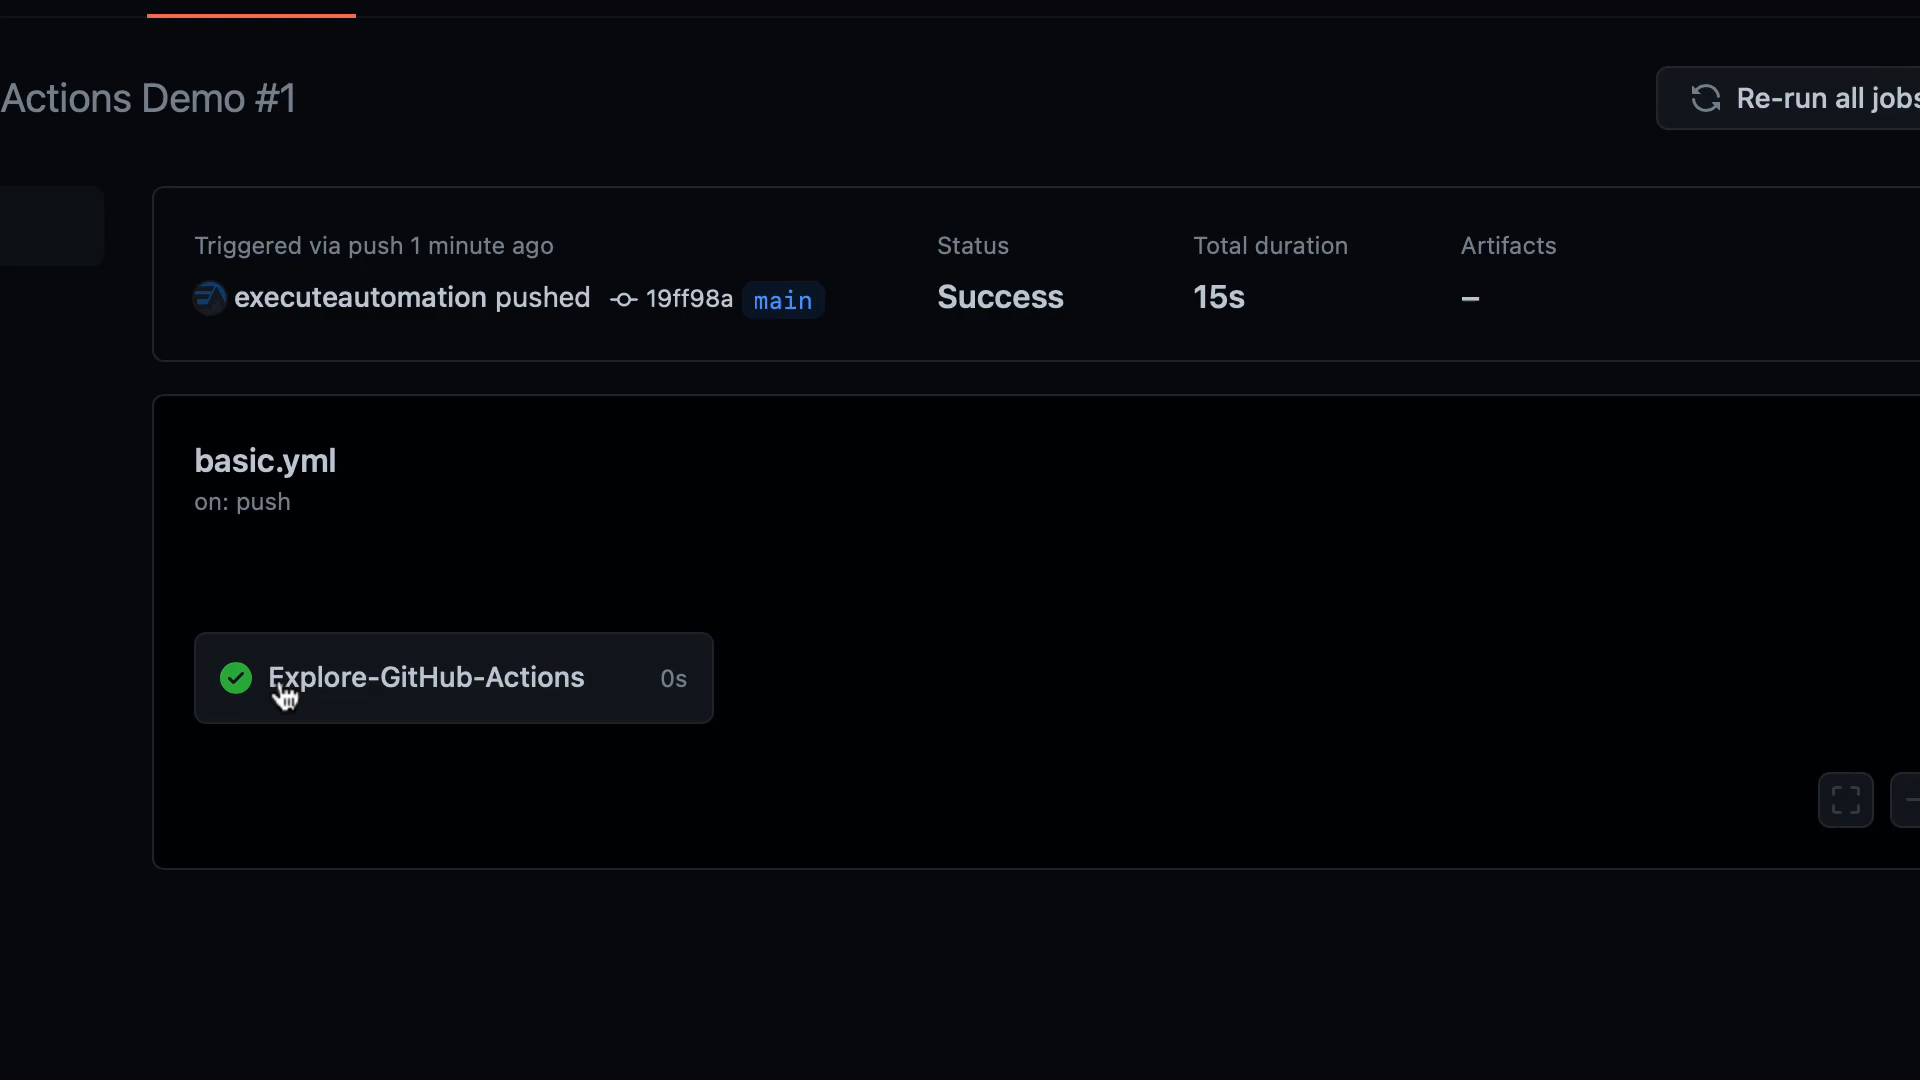 Actions Demo #1
Re-run all jobs
Triggered via push 1 minute ago
Status
Total duration
Artifacts
executeautomation pushed 19ff98a main
Success
15s
–
basic.yml
on: push
Explore-GitHub-Actions
0s